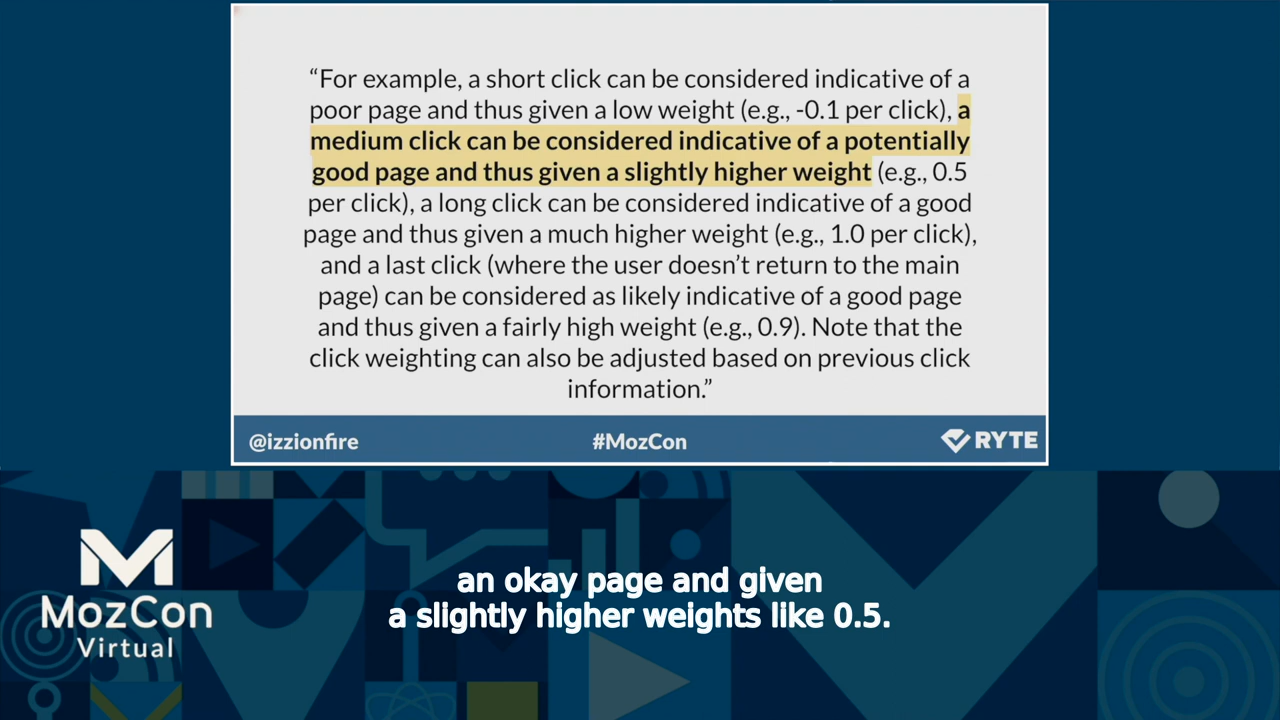 “For example, a short click can be considered indicative of a
poor page and thus given a low weight (e.g., -0.1 per click), a
medium click can be considered indicative of a potentially
good page and thus given a slightly higher weight (e.g., 0.5
per click), a long click can be considered indicative of a good
page and thus given a much higher weight (e.g., 1.0 per click),
and a last click (where the user doesn’t return to the main
page) can be considered as likely indicative of a good page
and thus given a fairly high weight (e.g., 0.9). Note that the
click weighting can also be adjusted based on previous click
information.”
@izzionfire #MozCon RYTE
MozCon
Virtual
an okay page and given
a slightly higher weights like 0.5.